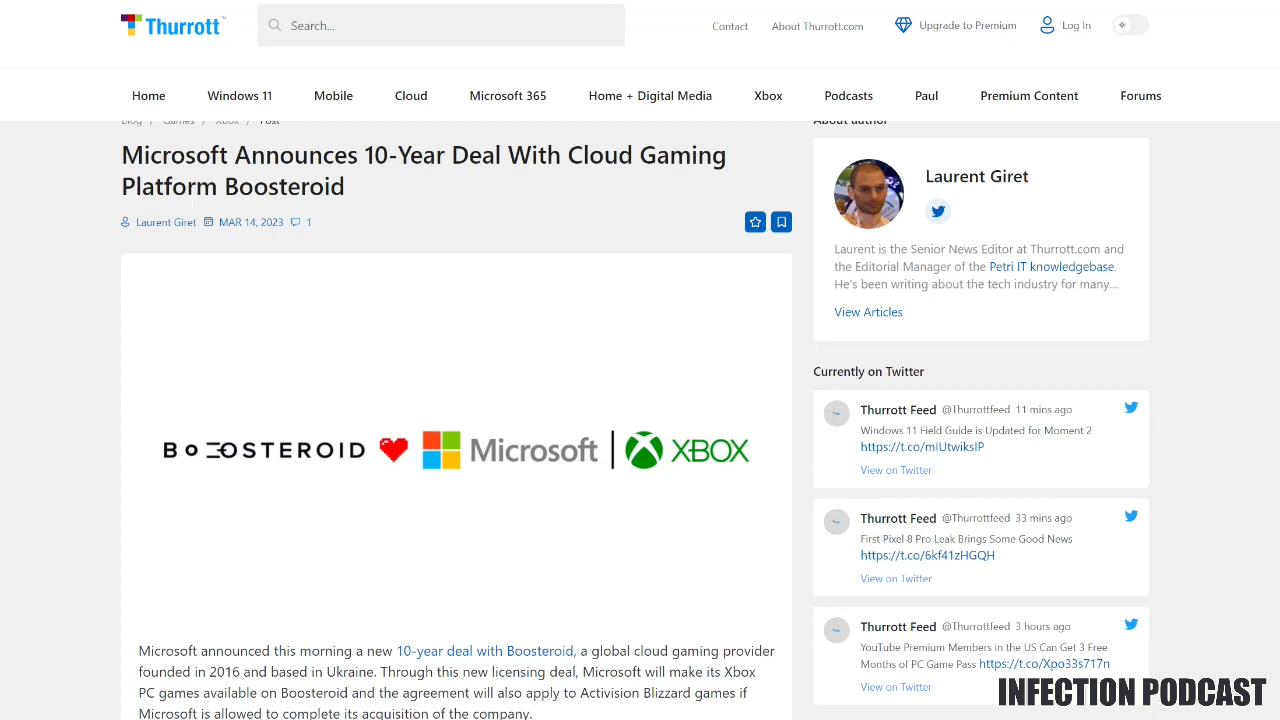 Thurrott
Search...
Contact
About Thurrott.com
Upgrade to Premium
Log In
Home
Windows 11
Mobile
Cloud
Microsoft 365
Home + Digital Media
Xbox
Podcasts
Paul
Premium Content
Forums
Blog / Games / Xbox / Post
Microsoft Announces 10-Year Deal With Cloud Gaming
Platform Boosteroid
Laurent Giret MAR 14, 2023 1
BOOSTEROID Microsoft | XBOX
Microsoft announced this morning a new 10-year deal with Boosteroid, a global cloud gaming provider
founded in 2016 and based in Ukraine. Through this new licensing deal, Microsoft will make its Xbox
PC games available on Boosteroid and the agreement will also apply to Activision Blizzard games if
Microsoft is allowed to complete its acquisition of the company.
About author
Laurent Giret
Laurent is the Senior News Editor at Thurrott.com and
the Editorial Manager of the Petri IT knowledgebase.
He's been writing about the tech industry for many...
View Articles
Currently on Twitter
Thurrott Feed @Thurrottfeed 11 mins ago
Windows 11 Field Guide is Updated for Moment 2
https://t.co/mIUtwiksIP
View on Twitter
Thurrott Feed @Thurrottfeed 33 mins ago
First Pixel 8 Pro Leak Brings Some Good News
https://t.co/6kf41zHGQH
View on Twitter
Thurrott Feed @Thurrottfeed 3 hours ago
YouTube Premium Members in the US Can Get 3 Free
Months of PC Game Pass https://t.co/Xpo33s717n
View on Twitter
INFECTION PODCAST